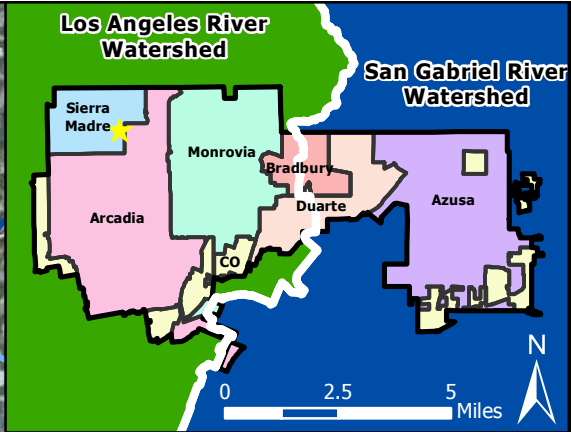 Los Angeles River
Watershed
San Gabriel River
Watershed
Sierra
Madre
Monrovia
Bradbury
Duarte
Azusa
Arcadia
CO
N
0 2.5 5
Miles